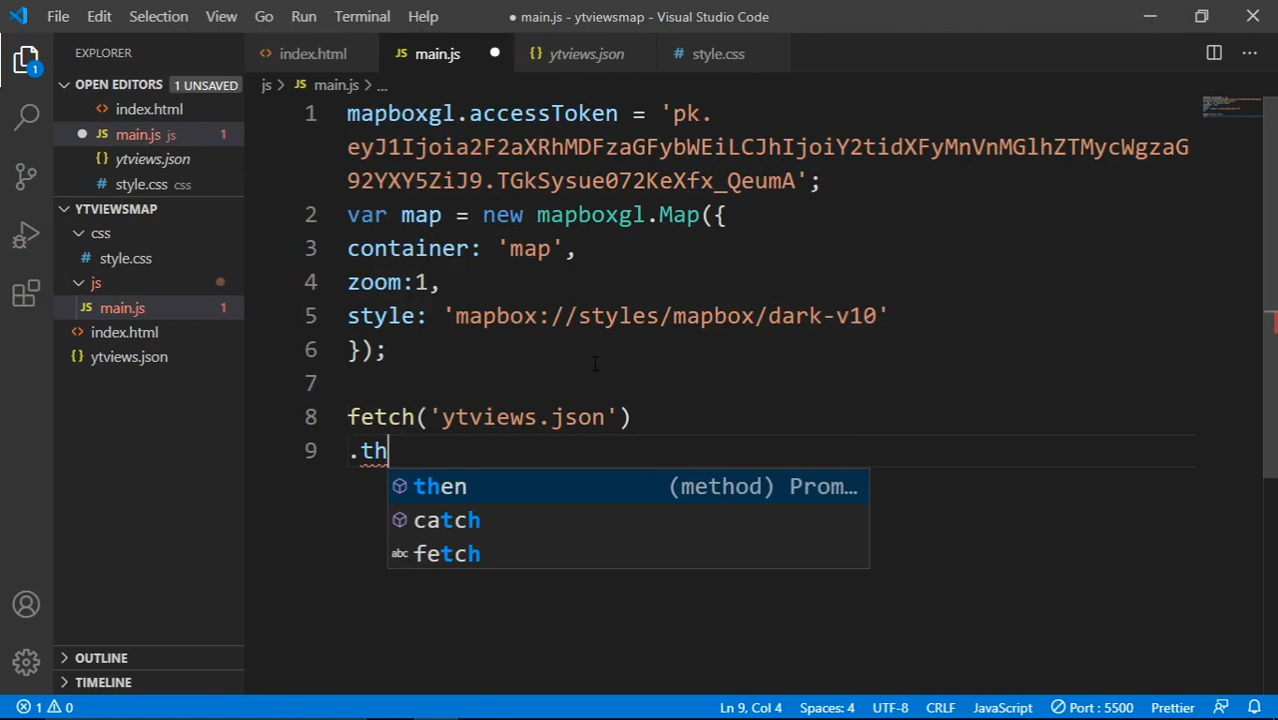 File Edit Selection View Go Run Terminal Help ● main.js - ytviewsmap - Visual Studio Code
EXPLORER
OPEN EDITORS 1 UNSAVED
index.html
main.js js 1
ytviews.json
style.css css
YTVIEWSMAP
css
style.css
js
main.js 1
index.html
ytviews.json
OUTLINE
TIMELINE
1
index.html main.js ytviews.json style.css
js > JS main.js > ...
1 mapboxgl.accessToken = 'pk.
eyJ1Ijoia2F2aXRhMDFzaGFybWEiLCJhIjoiY2tidXFyMnVnMGlhZTMycWgzaG
92YXY5ZiJ9.TGkSysue072KeXfx_QeumA';
2 var map = new mapboxgl.Map({
3 container: 'map',
4 zoom:1,
5 style: 'mapbox://styles/mapbox/dark-v10'
6 });
7
8 fetch('ytviews.json')
9 .th
then (method) Prom…
catch
abc fetch
1 0 Ln 9, Col 4 Spaces: 4 UTF-8 CRLF JavaScript Port : 5500 Prettier